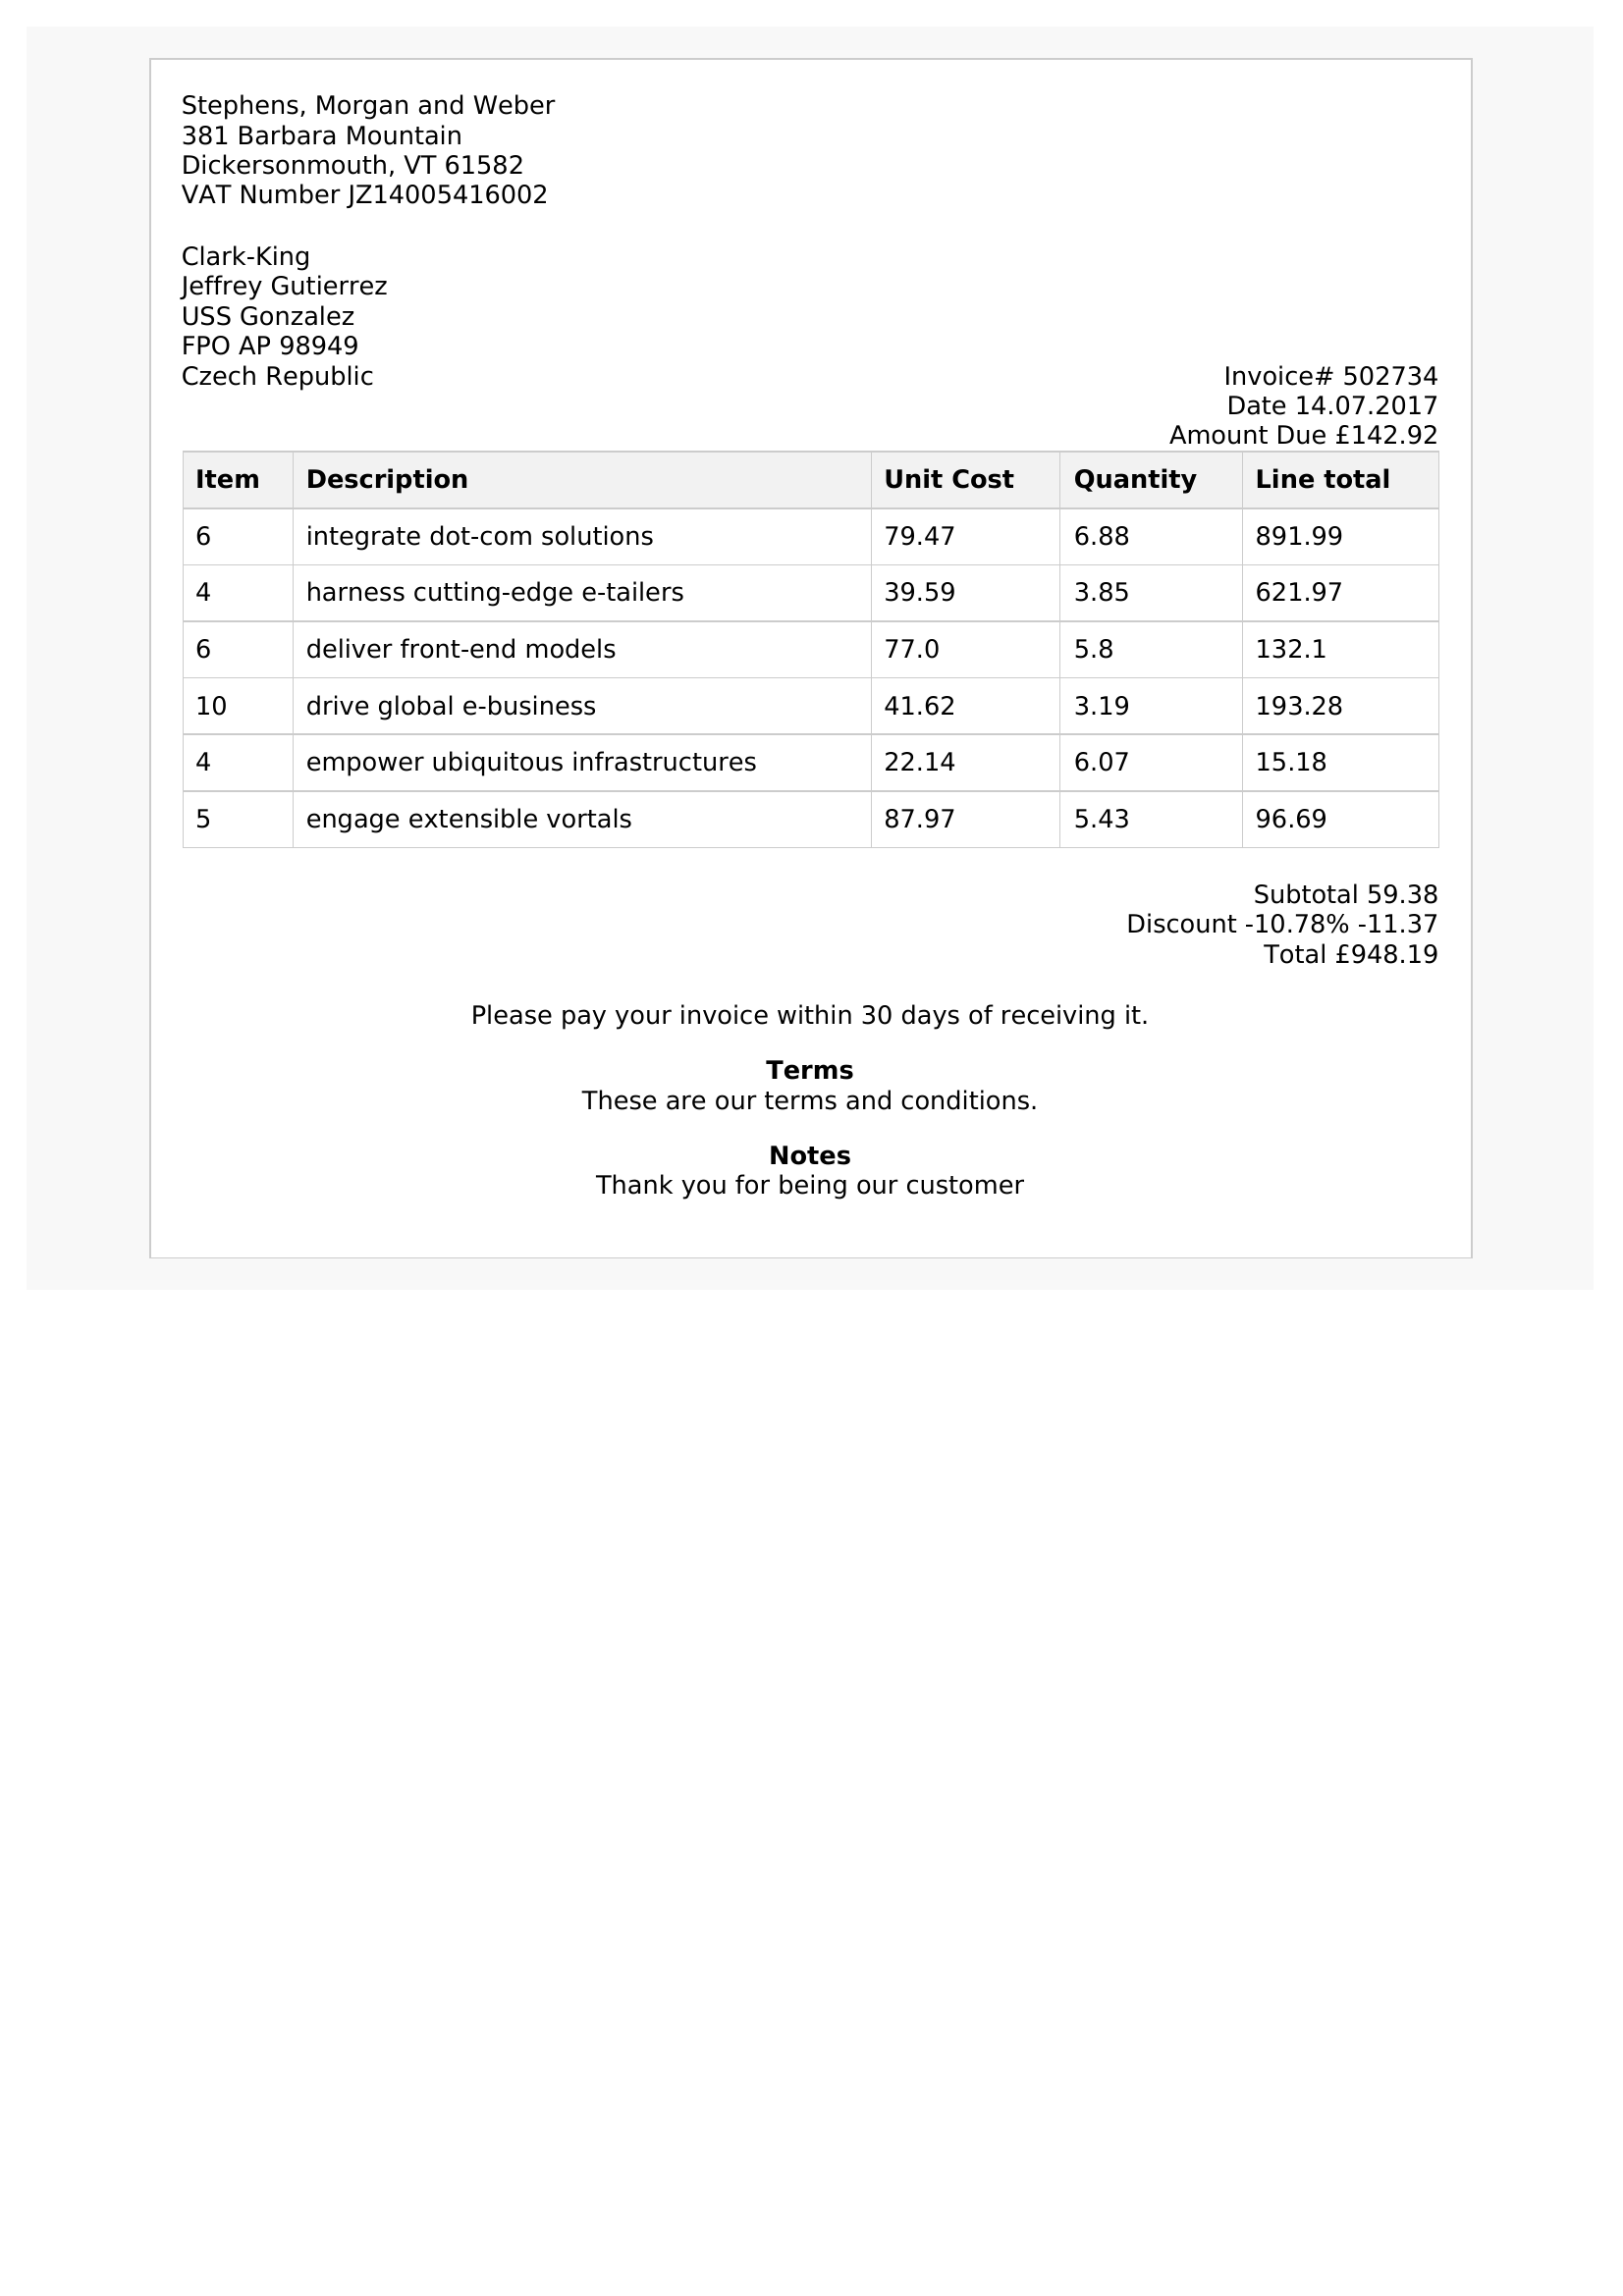 Stephens, Morgan and Weber
381 Barbara Mountain
Dickersonmouth, VT 61582
VAT Number JZ14005416002
Clark-King
Jeffrey Gutierrez
USS Gonzalez
FPO AP 98949
Czech Republic
Invoice# 502734
Date 14.07.2017
Amount Due £142.92
Item Description Unit Cost Quantity Line total
6 integrate dot-com solutions 79.47 6.88 891.99
4 harness cutting-edge e-tailers 39.59 3.85 621.97
6 deliver front-end models 77.0 5.8 132.1
10 drive global e-business 41.62 3.19 193.28
4 empower ubiquitous infrastructures 22.14 6.07 15.18
5 engage extensible vortals 87.97 5.43 96.69
Subtotal 59.38
Discount -10.78% -11.37
Total £948.19
Please pay your invoice within 30 days of receiving it.
Terms
These are our terms and conditions.
Notes
Thank you for being our customer